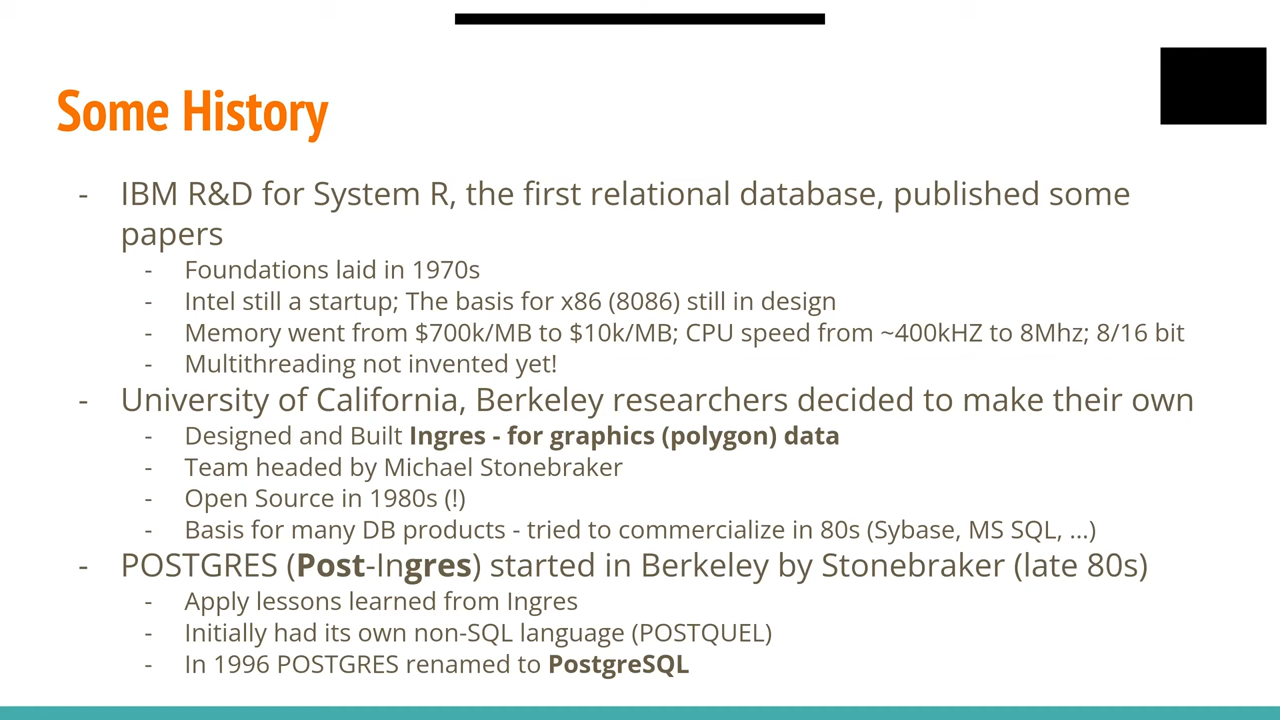 Some History
- IBM R&D for System R, the first relational database, published some
papers
- Foundations laid in 1970s
- Intel still a startup; The basis for x86 (8086) still in design
- Memory went from $700k/MB to $10k/MB; CPU speed from ~400kHZ to 8Mhz; 8/16 bit
- Multithreading not invented yet!
- University of California, Berkeley researchers decided to make their own
- Designed and Built Ingres - for graphics (polygon) data
- Team headed by Michael Stonebraker
- Open Source in 1980s (!)
- Basis for many DB products - tried to commercialize in 80s (Sybase, MS SQL, ...)
- POSTGRES (Post-Ingres) started in Berkeley by Stonebraker (late 80s)
- Apply lessons learned from Ingres
- Initially had its own non-SQL language (POSTQUEL)
- In 1996 POSTGRES renamed to PostgreSQL